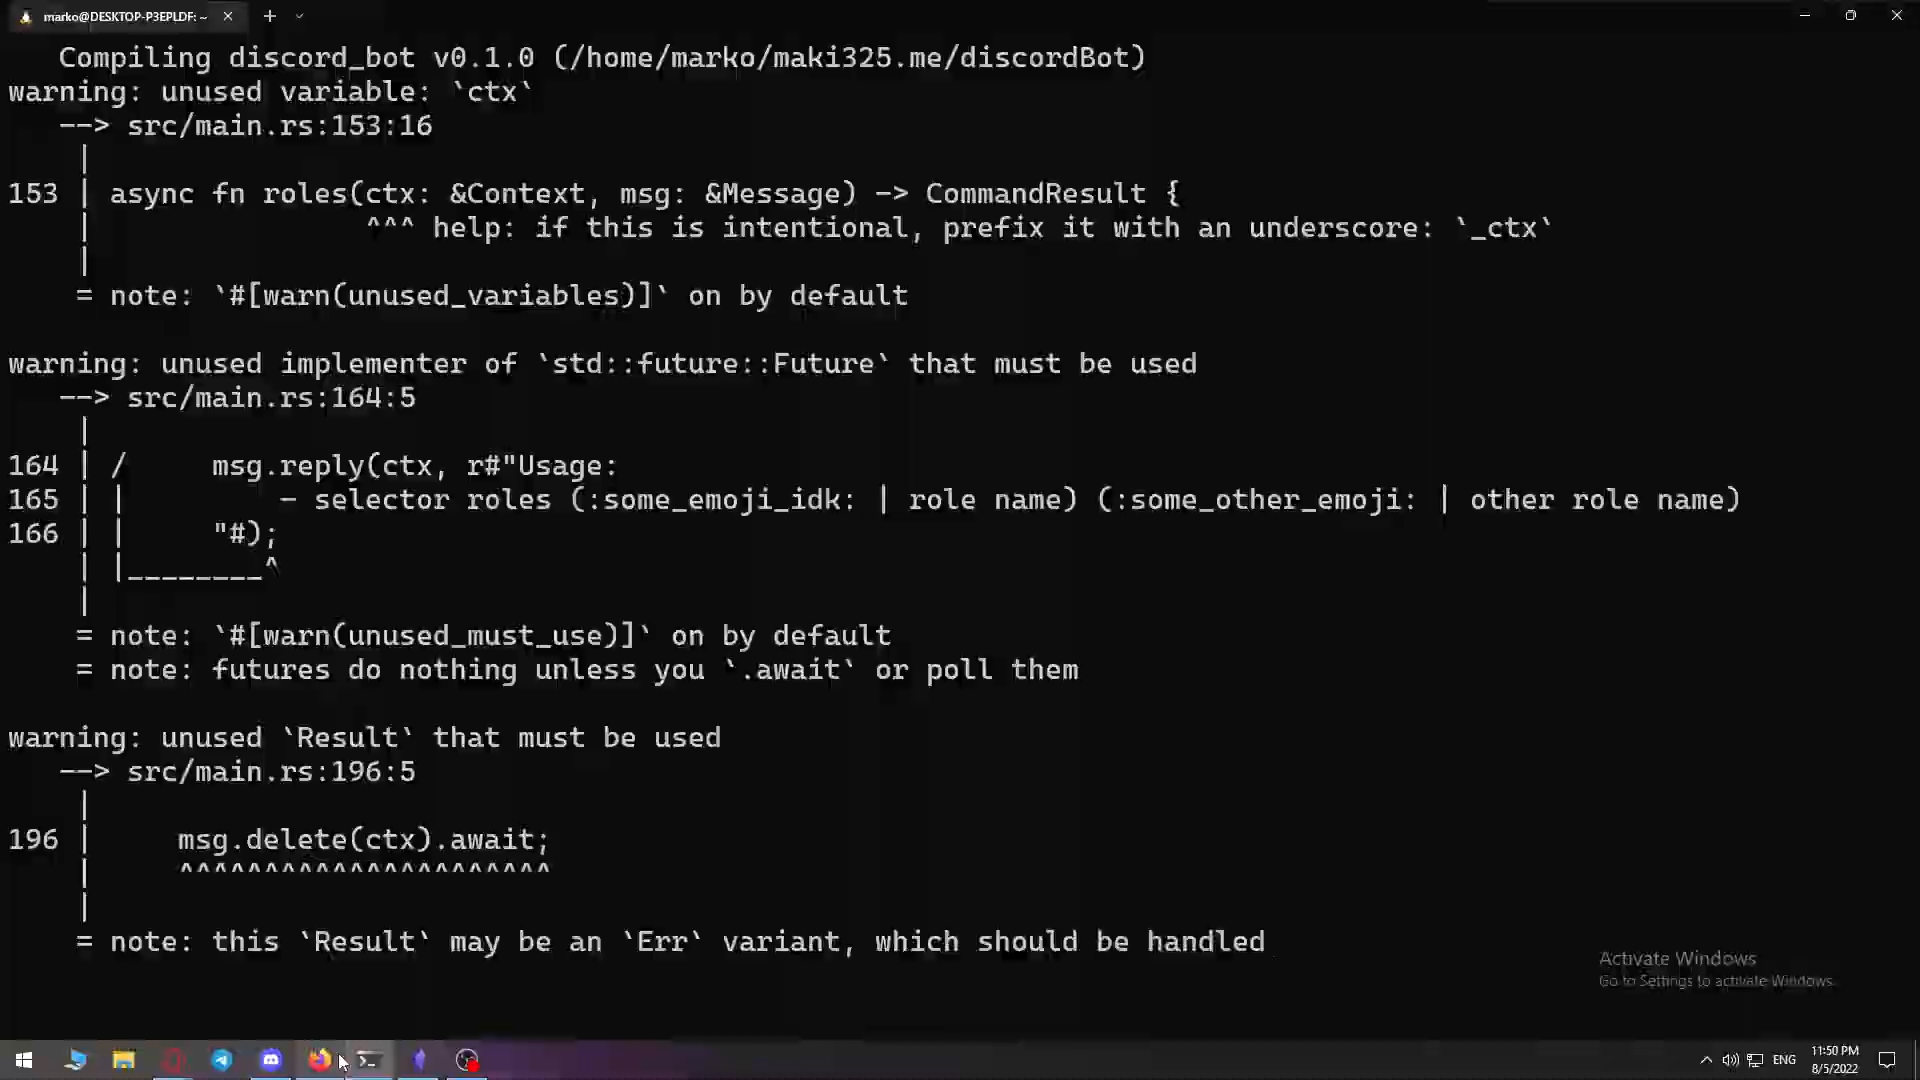 marko@DESKTOP-P3EPLDF: ~
Compiling discord_bot v0.1.0 (/home/marko/maki325.me/discordBot)
warning: unused variable: `ctx`
--> src/main.rs:153:16
|
153 | async fn roles(ctx: &Context, msg: &Message) -> CommandResult {
| ^^^ help: if this is intentional, prefix it with an underscore: `_ctx`
|
= note: `#[warn(unused_variables)]` on by default
warning: unused implementer of `std::future::Future` that must be used
--> src/main.rs:164:5
|
164 | / msg.reply(ctx, r#"Usage:
165 | | - selector roles (:some_emoji_idk: | role name) (:some_other_emoji: | other role name)
166 | | "#);
| |________^
|
= note: `#[warn(unused_must_use)]` on by default
= note: futures do nothing unless you `.await` or poll them
warning: unused `Result` that must be used
--> src/main.rs:196:5
|
196 | msg.delete(ctx).await;
| ^^^^^^^^^^^^^^^^^^^^^^
|
= note: this `Result` may be an `Err` variant, which should be handled
Activate Windows
Go to Settings to activate Windows.
ENG
11:50 PM
8/5/2022